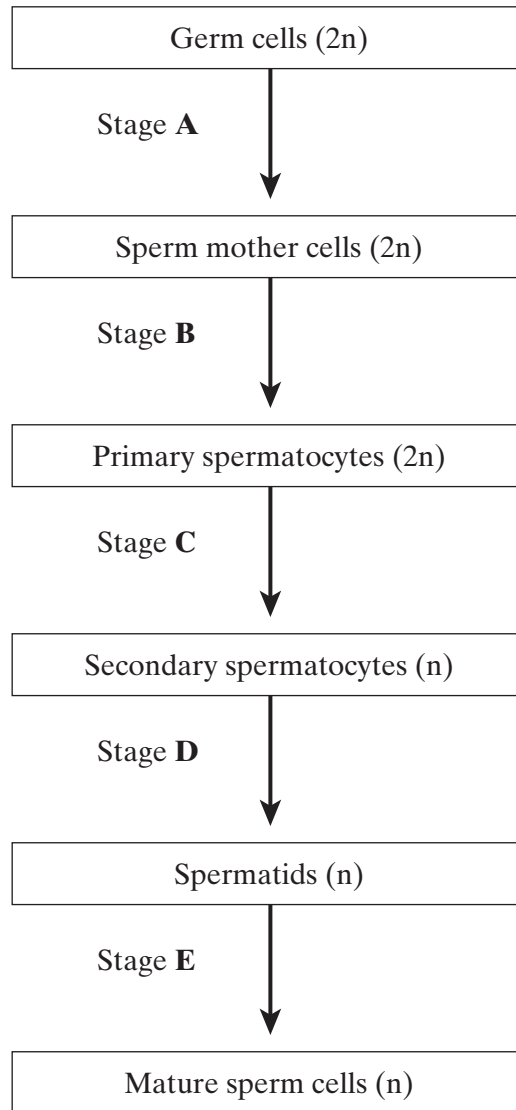 Germ cells (2n)
Stage A
Sperm mother cells (2n)
Stage B
Primary spermatocytes (2n)
Stage C
Secondary spermatocytes (n)
Stage D
Spermatids (n)
Stage E
Mature sperm cells (n)